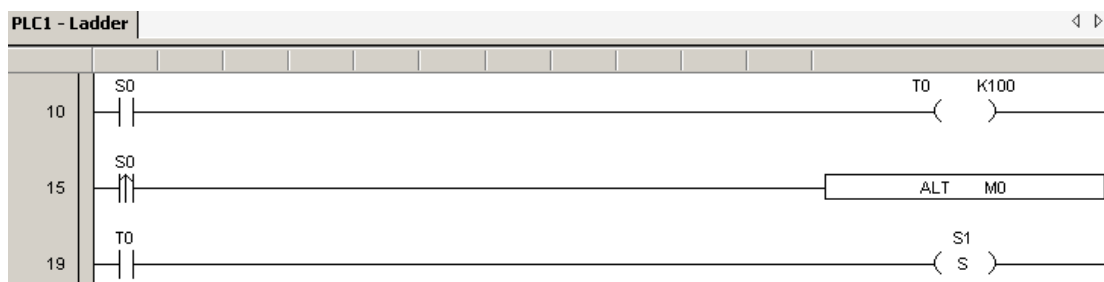 PLC1 - Ladder
S0 T0 K100
10
S0
15 ALT M0
T0 S1
19 S